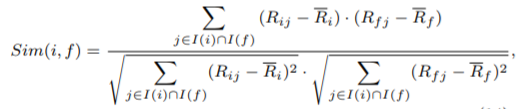 Sim(i, f) = \frac{\sum_{j \in I(i) \cap I(f)} (R_{ij} - \overline{R}_i) \cdot (R_{fj} - \overline{R}_f)}{\sqrt{\sum_{j \in I(i) \cap I(f)} (R_{ij} - \overline{R}_i)^2} \cdot \sqrt{\sum_{j \in I(i) \cap I(f)} (R_{fj} - \overline{R}_f)^2}},